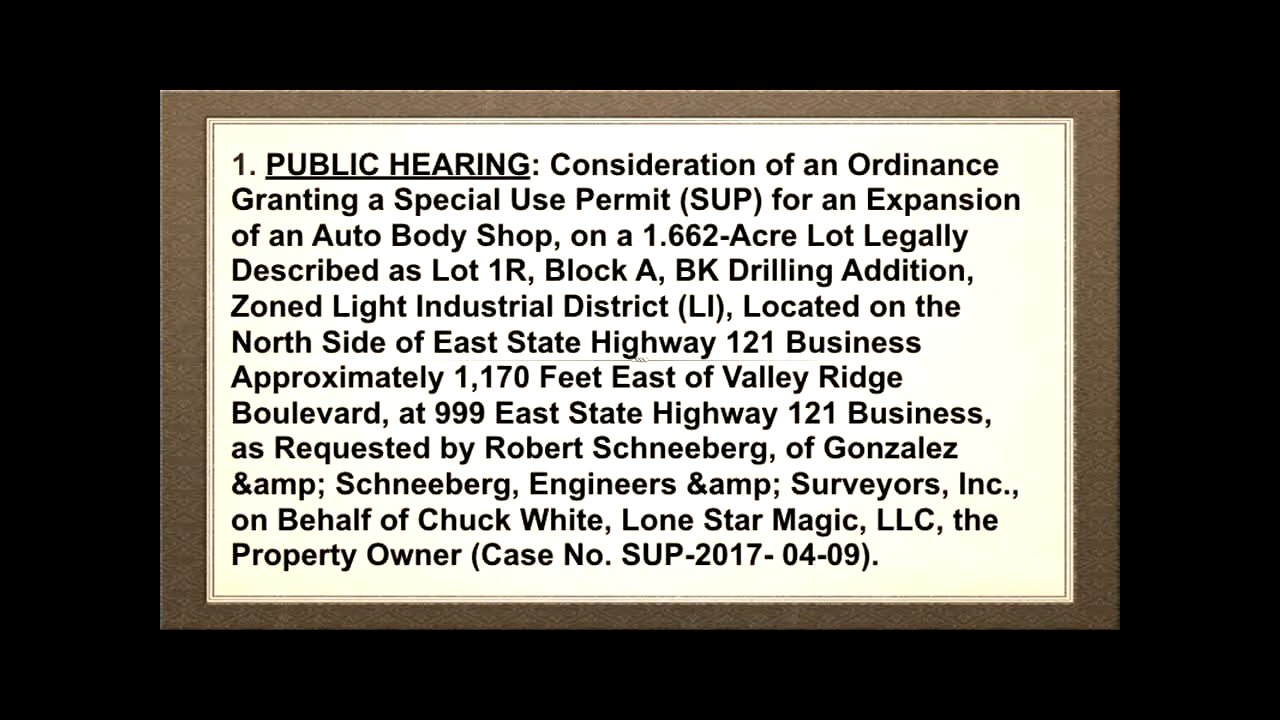 1. PUBLIC HEARING: Consideration of an Ordinance
Granting a Special Use Permit (SUP) for an Expansion
of an Auto Body Shop, on a 1.662-Acre Lot Legally
Described as Lot 1R, Block A, BK Drilling Addition,
Zoned Light Industrial District (LI), Located on the
North Side of East State Highway 121 Business
Approximately 1,170 Feet East of Valley Ridge
Boulevard, at 999 East State Highway 121 Business,
as Requested by Robert Schneeberg, of Gonzalez
&amp; Schneeberg, Engineers &amp; Surveyors, Inc.,
on Behalf of Chuck White, Lone Star Magic, LLC, the
Property Owner (Case No. SUP-2017- 04-09).